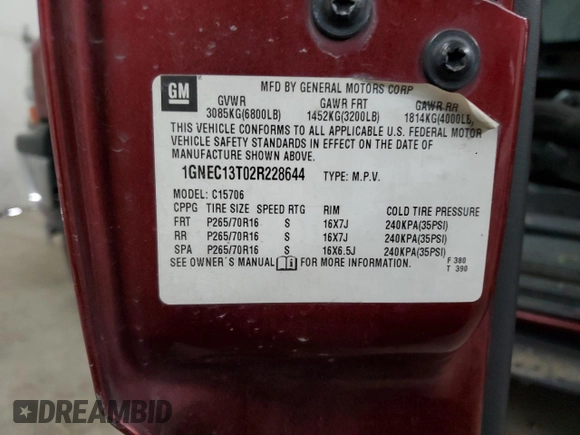 GM
MFD BY GENERAL MOTORS CORP
GVWR GAWR FRT GAWR RR
3085KG(6800LB) 1452KG(3200LB) 1814KG(4000LB)
THIS VEHICLE CONFORMS TO ALL APPLICABLE U.S. FEDERAL MOTOR
VEHICLE SAFETY STANDARDS IN EFFECT ON THE DATE OF
MANUFACTURE SHOWN ABOVE.
1GNEC13T02R228644 TYPE: M.P.V.
MODEL: C15706
CPPG TIRE SIZE SPEED RTG RIM COLD TIRE PRESSURE
FRT P265/70R16 S 16X7J 240KPA(35PSI)
RR P265/70R16 S 16X7J 240KPA(35PSI)
SPA P265/70R16 S 16X6.5J 240KPA(35PSI)
SEE OWNER'S MANUAL i FOR MORE INFORMATION.
F 380
T 390
DREAMBID